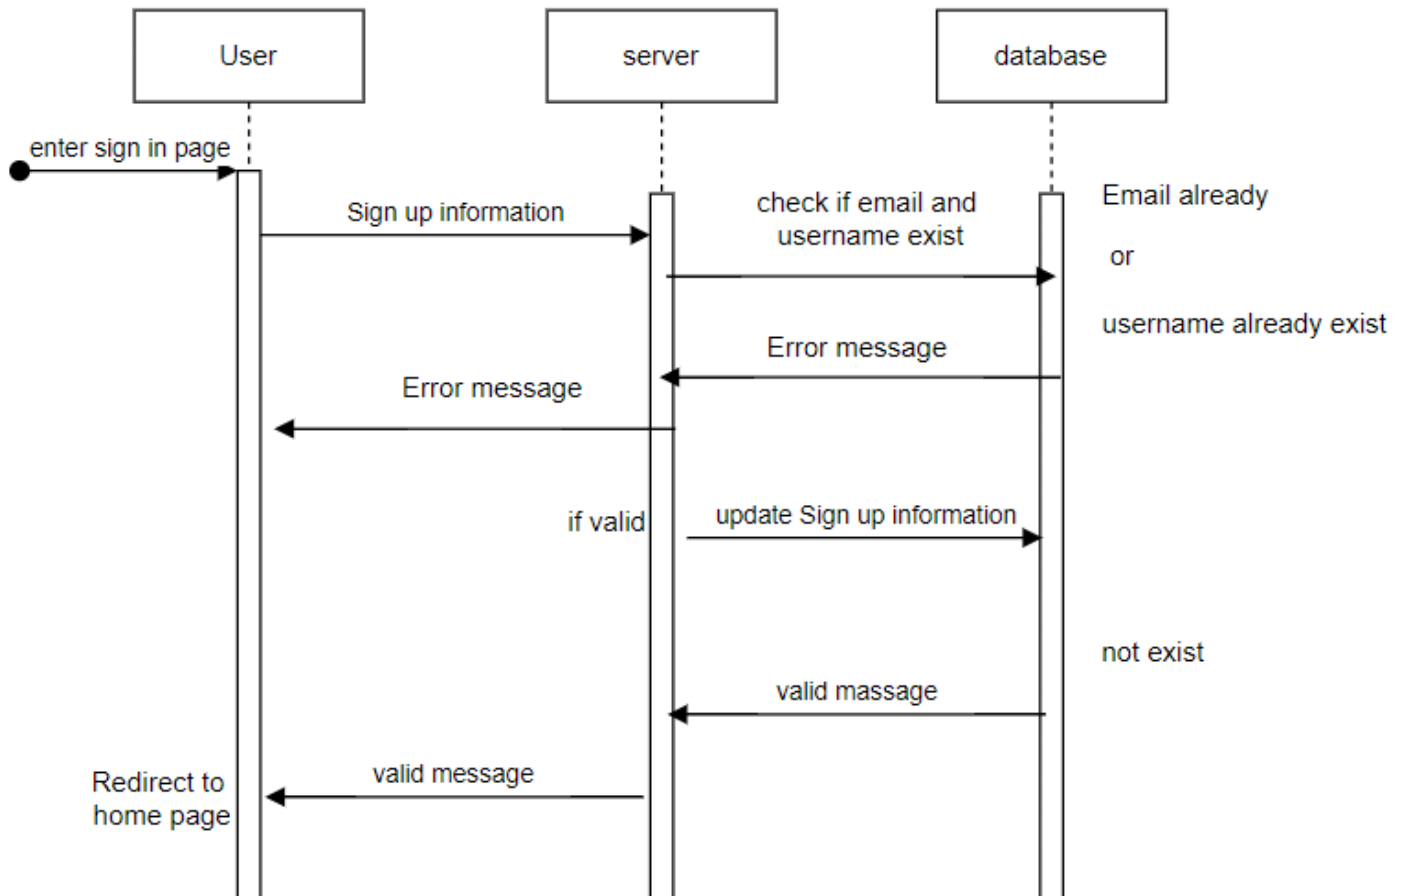 User
server
database
enter sign in page
Sign up information
check if email and
username exist
Email already
or
username already exist
Error message
Error message
if valid
update Sign up information
not exist
valid massage
valid message
Redirect to
home page